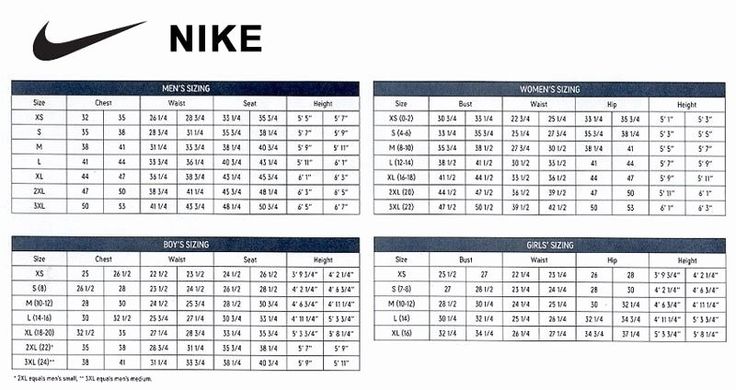 NIKE
MEN'S SIZING
Size Chest Waist Seat Height
XS 32 35 26 1/4 28 3/4 33 1/4 35 3/4 5' 5" 5' 7"
S 35 38 28 3/4 31 1/4 35 3/4 38 1/4 5' 7" 5' 9"
M 38 41 31 1/4 33 3/4 38 1/4 40 3/4 5' 9" 5' 11"
L 41 44 33 3/4 36 1/4 40 3/4 43 1/4 5' 11" 6' 1"
XL 44 47 36 1/4 38 3/4 43 1/4 45 3/4 6' 1" 6' 3"
2XL 47 50 38 3/4 41 1/4 45 3/4 48 1/4 6' 3" 6' 5"
3XL 50 53 41 1/4 43 3/4 48 1/4 50 3/4 6' 5" 6' 7"
WOMEN'S SIZING
Size Bust Waist Hip Height
XS (0-2) 30 3/4 33 1/4 22 3/4 25 1/4 33 1/4 35 3/4 5' 1" 5' 3"
S (4-6) 33 1/4 35 3/4 25 1/4 27 3/4 35 3/4 38 1/4 5' 3" 5' 5"
M (8-10) 35 3/4 38 1/4 27 3/4 30 1/2 38 1/4 41 5' 5" 5' 7"
L (12-14) 38 1/4 41 30 1/2 33 1/2 41 44 5' 7" 5' 9"
XL (16-18) 41 44 1/2 33 1/2 36 1/2 44 47 5' 9" 5' 11"
2XL (20) 44 1/2 47 1/2 36 1/2 39 1/2 47 50 5' 11" 6' 1"
3XL (22) 47 1/2 50 1/2 39 1/2 42 1/2 50 53 6' 1" 6' 3"
BOY'S SIZING
Size Chest Waist Seat Height
XS 25 26 1/2 22 1/2 23 1/2 24 1/2 26 1/2 3' 9 3/4" 4' 2 1/4"
S (8) 26 1/2 28 23 1/2 24 1/2 26 1/2 28 4' 2 1/4" 4' 6 3/4"
M (10-12) 28 30 24 1/2 25 1/2 28 30 4' 6 3/4" 4' 11 1/4"
L (14-16) 30 32 1/2 25 1/2 27 30 32 1/2 4' 11 1/4" 5' 3 3/4"
XL (18-20) 32 1/2 35 27 28 3/4 32 1/2 35 1/4 5' 3 3/4" 5' 7"
2XL (22)* 35 38 28 3/4 31 1/4 35 3/4 38 1/4 5' 7" 5' 9"
3XL (24)** 38 41 31 1/4 33 3/4 38 1/4 40 3/4 5' 9" 5' 11"
* 2XL equals men's small, ** 3XL equals men's medium.
GIRLS' SIZING
Size Bust Waist Hip Height
XS 25 1/2 27 22 1/4 23 1/4 26 28 3' 9 3/4" 4' 2 1/4"
S (7-8) 27 28 1/2 23 1/4 24 1/4 28 30 4' 2 1/4" 4' 6 3/4"
M (10-12) 28 1/2 30 24 1/4 25 1/4 30 32 1/4 4' 6 3/4" 4' 11 1/4"
L (14) 30 31 1/2 25 1/4 26 1/4 32 1/4 34 3/4 4' 11 1/4" 5' 3 3/4"
XL (16) 31 1/2 32 1/4 26 1/4 27 1/4 34 3/4 37 1/4 5' 3 3/4" 5' 8 1/4"